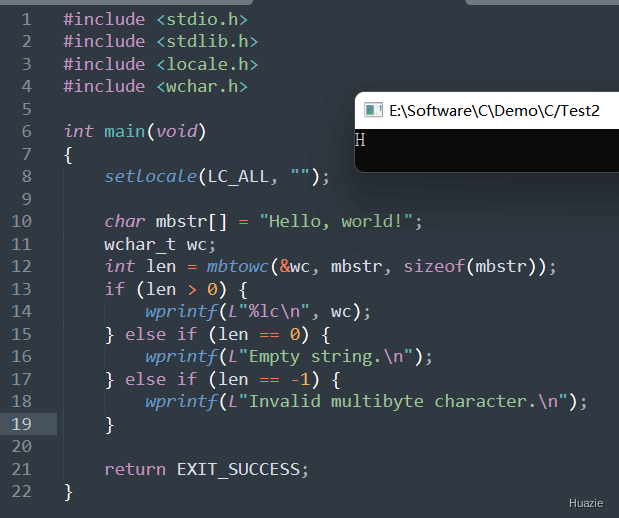 1 #include <stdio.h>
2 #include <stdlib.h>
3 #include <locale.h>
4 #include <wchar.h>
5
6 int main(void)
7 {
8     setlocale(LC_ALL, "");
9
10     char mbstr[] = "Hello, world!";
11     wchar_t wc;
12     int len = mbtowc(&wc, mbstr, sizeof(mbstr));
13     if (len > 0) {
14         wprintf(L"%lc\n", wc);
15     } else if (len == 0) {
16         wprintf(L"Empty string.\n");
17     } else if (len == -1) {
18         wprintf(L"Invalid multibyte character.\n");
19     }
20
21     return EXIT_SUCCESS;
22 }
E:\Software\C\Demo\C/Test2
H
Huazie